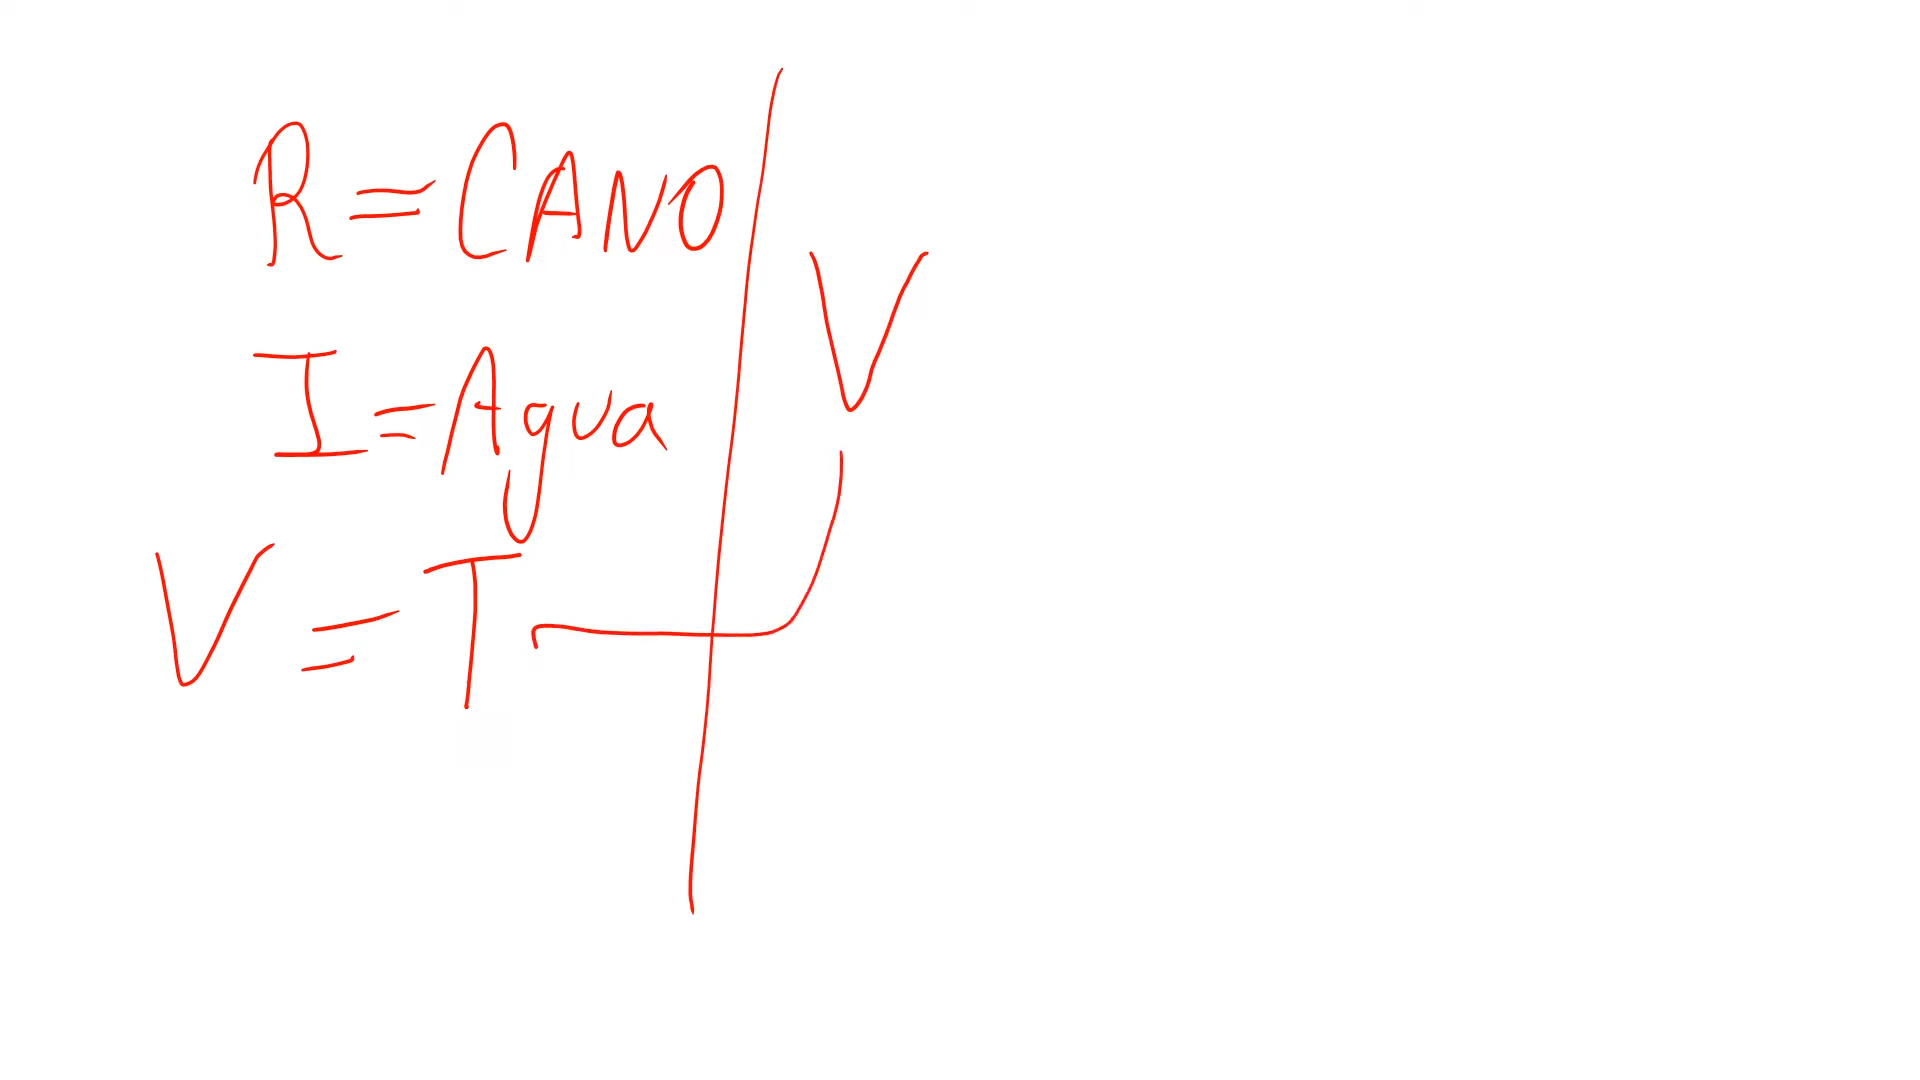 R = CANO
I = Agua
V = T
V